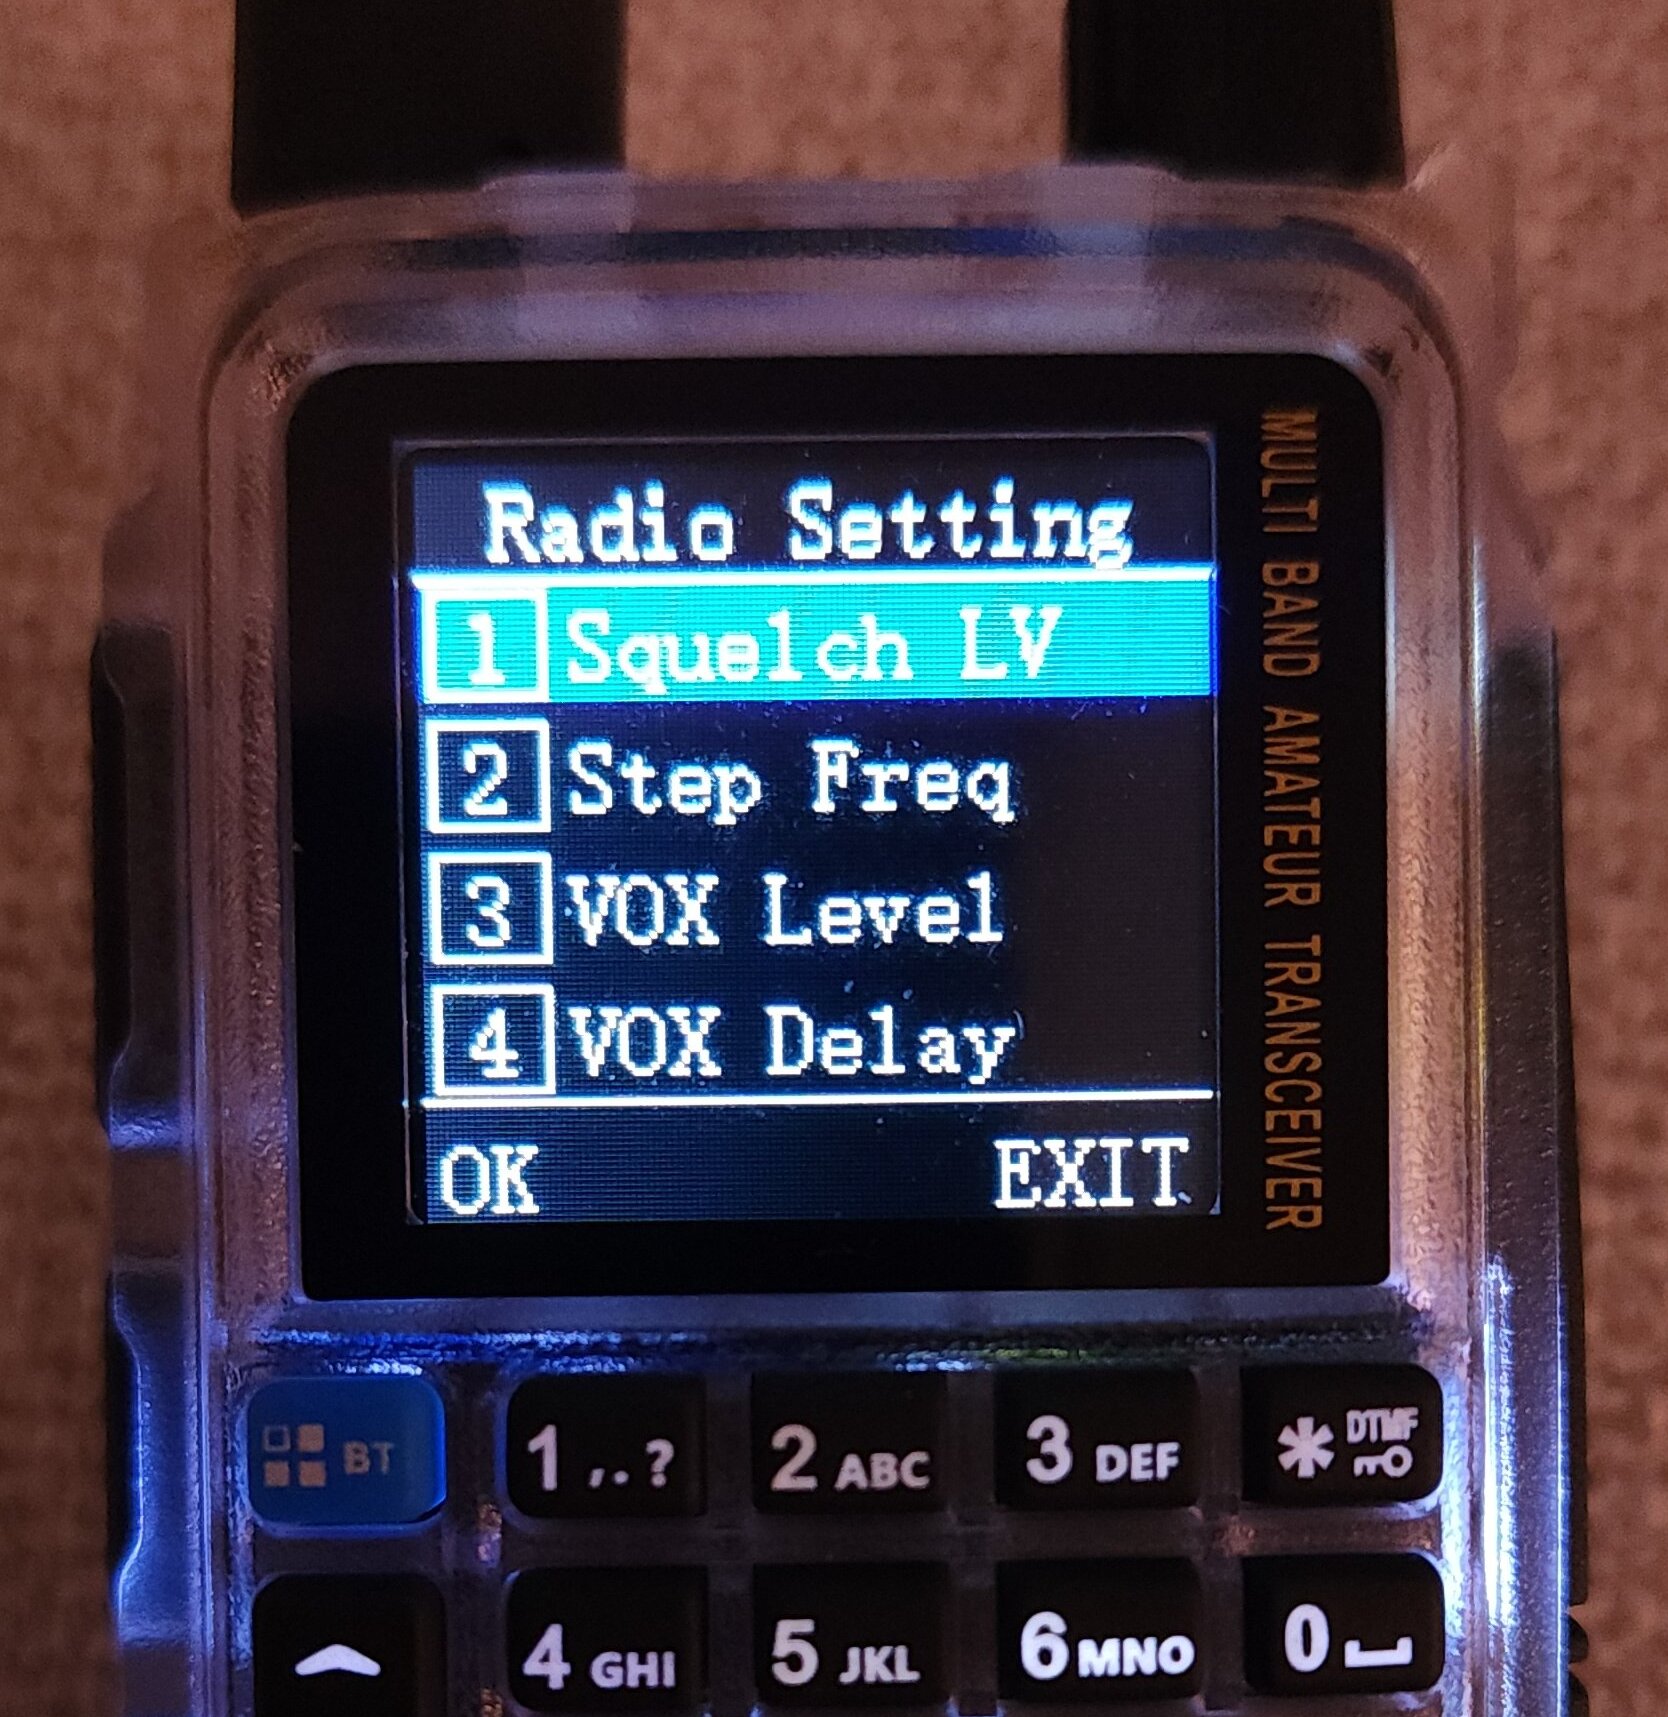 Radio Setting
1 Squelch LV
2 Step Freq
3 VOX Level
4 VOX Delay
OK EXIT
MULTI BAND AMATEUR TRANSCEIVER
BT 1 ,.? 2 ABC 3 DEF * DTMF
4 GHI 5 JKL 6 MNO 0